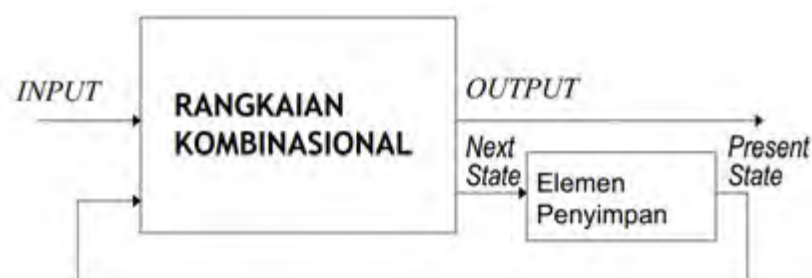 INPUT
RANGKAIAN
KOMBINASIONAL
OUTPUT
Next
State
Elemen
Penyimpan
Present
State